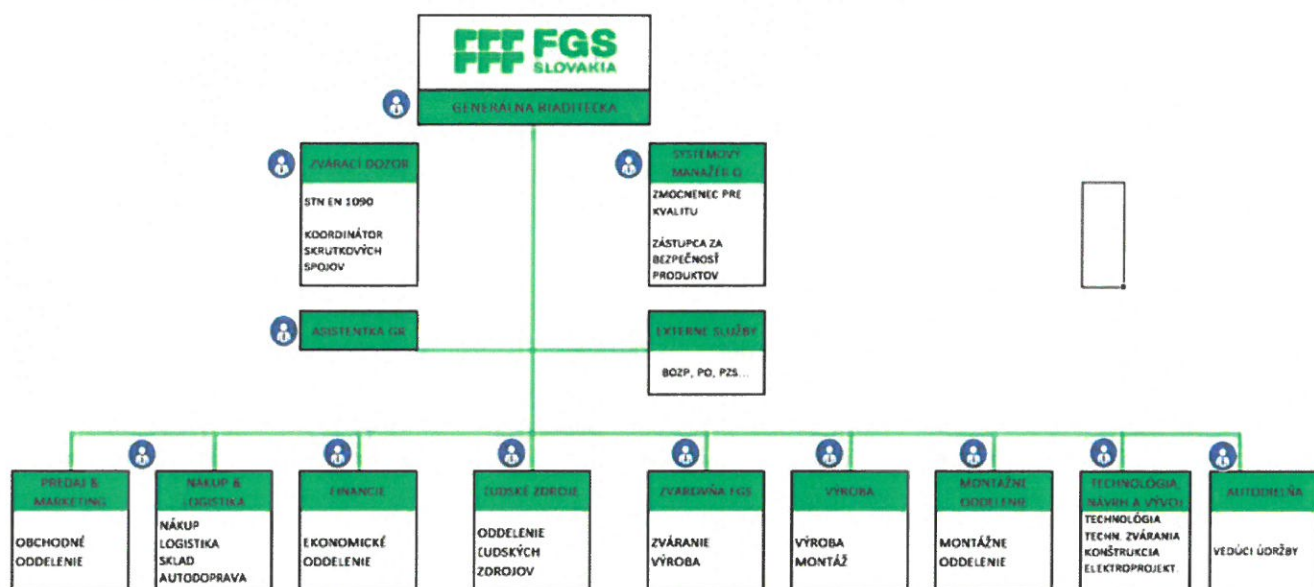 FGS
SLOVAKIA
GENERÁLNA RIADITEĽKA
ZVÁRACÍ DOZOR
STN EN 1090
KOORDINÁTOR
SKRUTKOVÝCH
SPOJOV
SYSTÉMOVÝ
MANAŽÉR Q
ZMOCNENEC PRE
KVALITU
ZÁSTUPCA ZA
BEZPEČNOSŤ
PRODUKTOV
ASISTENTKA GR
EXTERNÉ SLUŽBY
BOZP, PO, PZS...
PREDAJ &
MARKETING
OBCHODNÉ
ODDELENIE
NÁKUP &
LOGISTIKA
NÁKUP
LOGISTIKA
SKLAD
AUTODOPRAVA
FINANCIE
EKONOMICKÉ
ODDELENIE
ĽUDSKÉ ZDROJE
ODDELENIE
ĽUDSKÝCH
ZDROJOV
ZVAROVŇA FGS
ZVÁRANIE
VÝROBA
VÝROBA
VÝROBA
MONTÁŽ
MONTÁŽNE
ODDELENIE
MONTÁŽNE
ODDELENIE
TECHNOLÓGIA,
NÁVRH A VÝVOJ
TECHNOLÓGIA
TECHN. ZVÁRANIA
KONŠTRUKCIA
ELEKTROPROJEKT.
AUTODIELŇA
VEDÚCI ÚDRŽBY